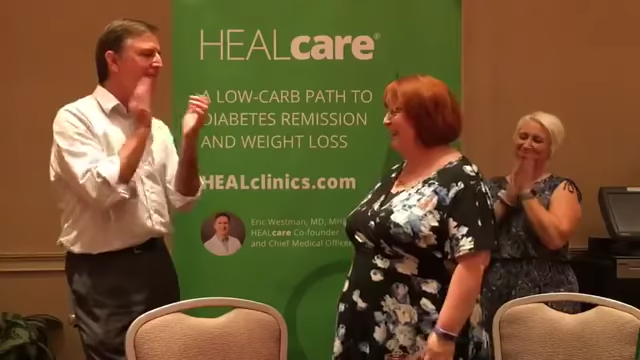 HEALcare®
A LOW-CARB PATH TO
DIABETES REMISSION
AND WEIGHT LOSS
HEALclinics.com
Eric Westman, MD,
HEALcare Co-founder
and Chief Medical Officer